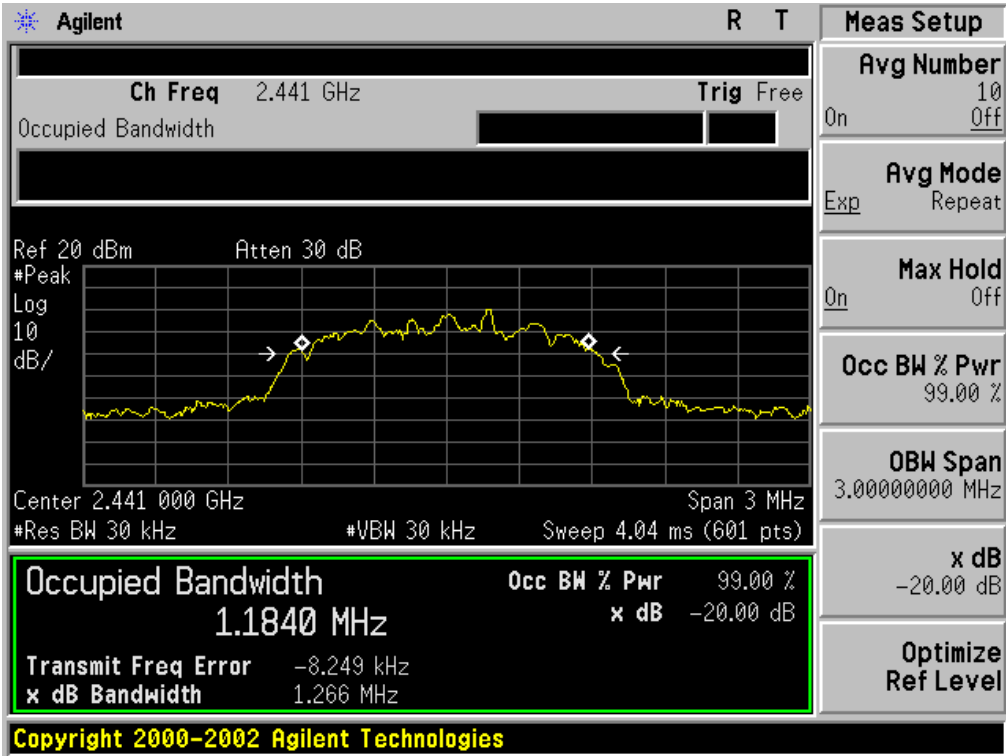 Agilent R T
Ch Freq 2.441 GHz Trig Free
Occupied Bandwidth
Ref 20 dBm Atten 30 dB
#Peak
Log
10
dB/
Center 2.441 000 GHz Span 3 MHz
#Res BW 30 kHz #VBW 30 kHz Sweep 4.04 ms (601 pts)
Occupied Bandwidth
1.1840 MHz
Occ BW % Pwr 99.00 %
x dB -20.00 dB
Transmit Freq Error -8.249 kHz
x dB Bandwidth 1.266 MHz
Copyright 2000-2002 Agilent Technologies
Meas Setup
Avg Number
10
On Off
Avg Mode
Exp Repeat
Max Hold
On Off
Occ BW % Pwr
99.00 %
OBW Span
3.00000000 MHz
x dB
-20.00 dB
Optimize
Ref Level